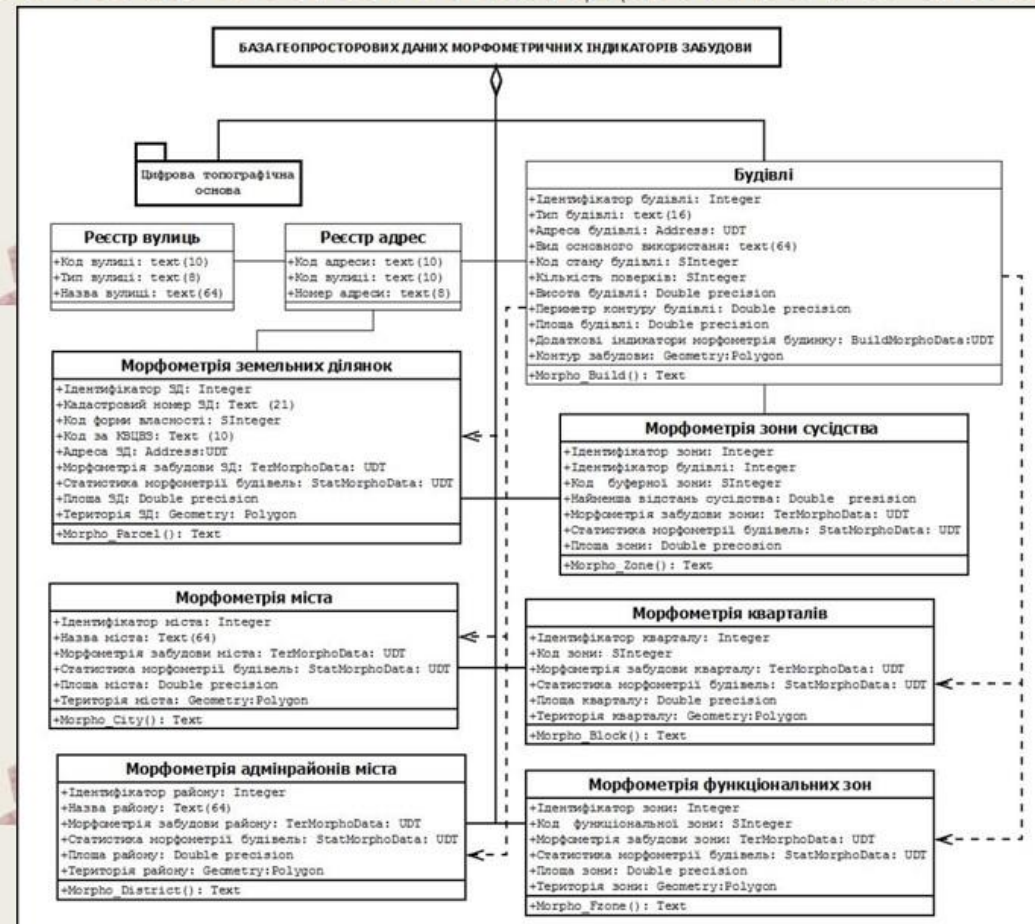 БАЗА ГЕОПРОСТОРОВИХ ДАНИХ МОРФОМЕТРИЧНИХ ІНДИКАТОРІВ ЗАБУДОВИ
Цифрова топографічна
основа
Реєстр вулиць
+Код вулиці: text(10)
+Тип вулиці: text(8)
+Назва вулиці: text(64)
Реєстр адрес
+Код адреси: text(10)
+Код вулиці: text(10)
+Номер адреси: text(8)
Будівлі
+Ідентифікатор будівлі: Integer
+Тип будівлі: text(16)
+Адреса будівлі: Address: UDT
+Вид основного використаня: text(64)
+Код стану будівлі: SInteger
+Кількість поверхів: SInteger
+Висота будівлі: Double precision
+Периметр контуру будівлі: Double precision
+Площа будівлі: Double precision
+Додаткові індикатори морфометрія будинку: BuildMorphoData:UDT
+Контур забудови: Geometry:Polygon
+Morpho_Build(): Text
Морфометрія земельних ділянок
+Ідентифікатор ЗД: Integer
+Кадастровий номер ЗД: Text (21)
+Код форми власності: SInteger
+Код за КВЦВЗ: Text (10)
+Адреса ЗД: Address:UDT
+Морфометрія забудови ЗД: TerMorphoData: UDT
+Статистика морфометрії будівель: StatMorphoData: UDT
+Площа ЗД: Double precision
+Територія ЗД: Geometry: Polygon
+Morpho_Parcel(): Text
Морфометрія зони сусідства
+Ідентифікатор зони: Integer
+Ідентифікатор будівлі: Integer
+Код буферної зони: SInteger
+Найменша відстань сусідства: Double presision
+Морфометрія забудови зони: TerMorphoData: UDT
+Статистика морфометрії будівель: StatMorphoData: UDT
+Площа зони: Double precosion
+Morpho_Zone(): Text
Морфометрія міста
+Ідентифікатор міста: Integer
+Назва міста: Text(64)
+Морфометрія забудови міста: TerMorphoData: UDT
+Статистика морфометрії будівель: StatMorphoData: UDT
+Площа міста: Double precision
+Територія міста: Geometry:Polygon
+Morpho_City(): Text
Морфометрія кварталів
+Ідентифікатор кварталу: Integer
+Код зони: SInteger
+Морфометрія забудови кварталу: TerMorphoData: UDT
+Статистика морфометрії будівель: StatMorphoData: UDT
+Площа кварталу: Double precision
+Територія кварталу: Geometry:Polygon
+Morpho_Block(): Text
Морфометрія адмінрайонів міста
+Ідентифікатор району: Integer
+Назва району: Text(64)
+Морфометрія забудови району: TerMorphoData: UDT
+Статистика морфометрії будівель: StatMorphoData: UDT
+Площа району: Double precision
+Територія району: Geometry:Polygon
+Morpho_District(): Text
Морфометрія функціональних зон
+Ідентифікатор зони: Integer
+Код функціональної зони: SInteger
+Морфометрія забудови зони: TerMorphoData: UDT
+Статистика морфометрії будівель: StatMorphoData: UDT
+Площа зони: Double precision
+Територія зони: Geometry:Polygon
+Morpho_Fzone(): Text